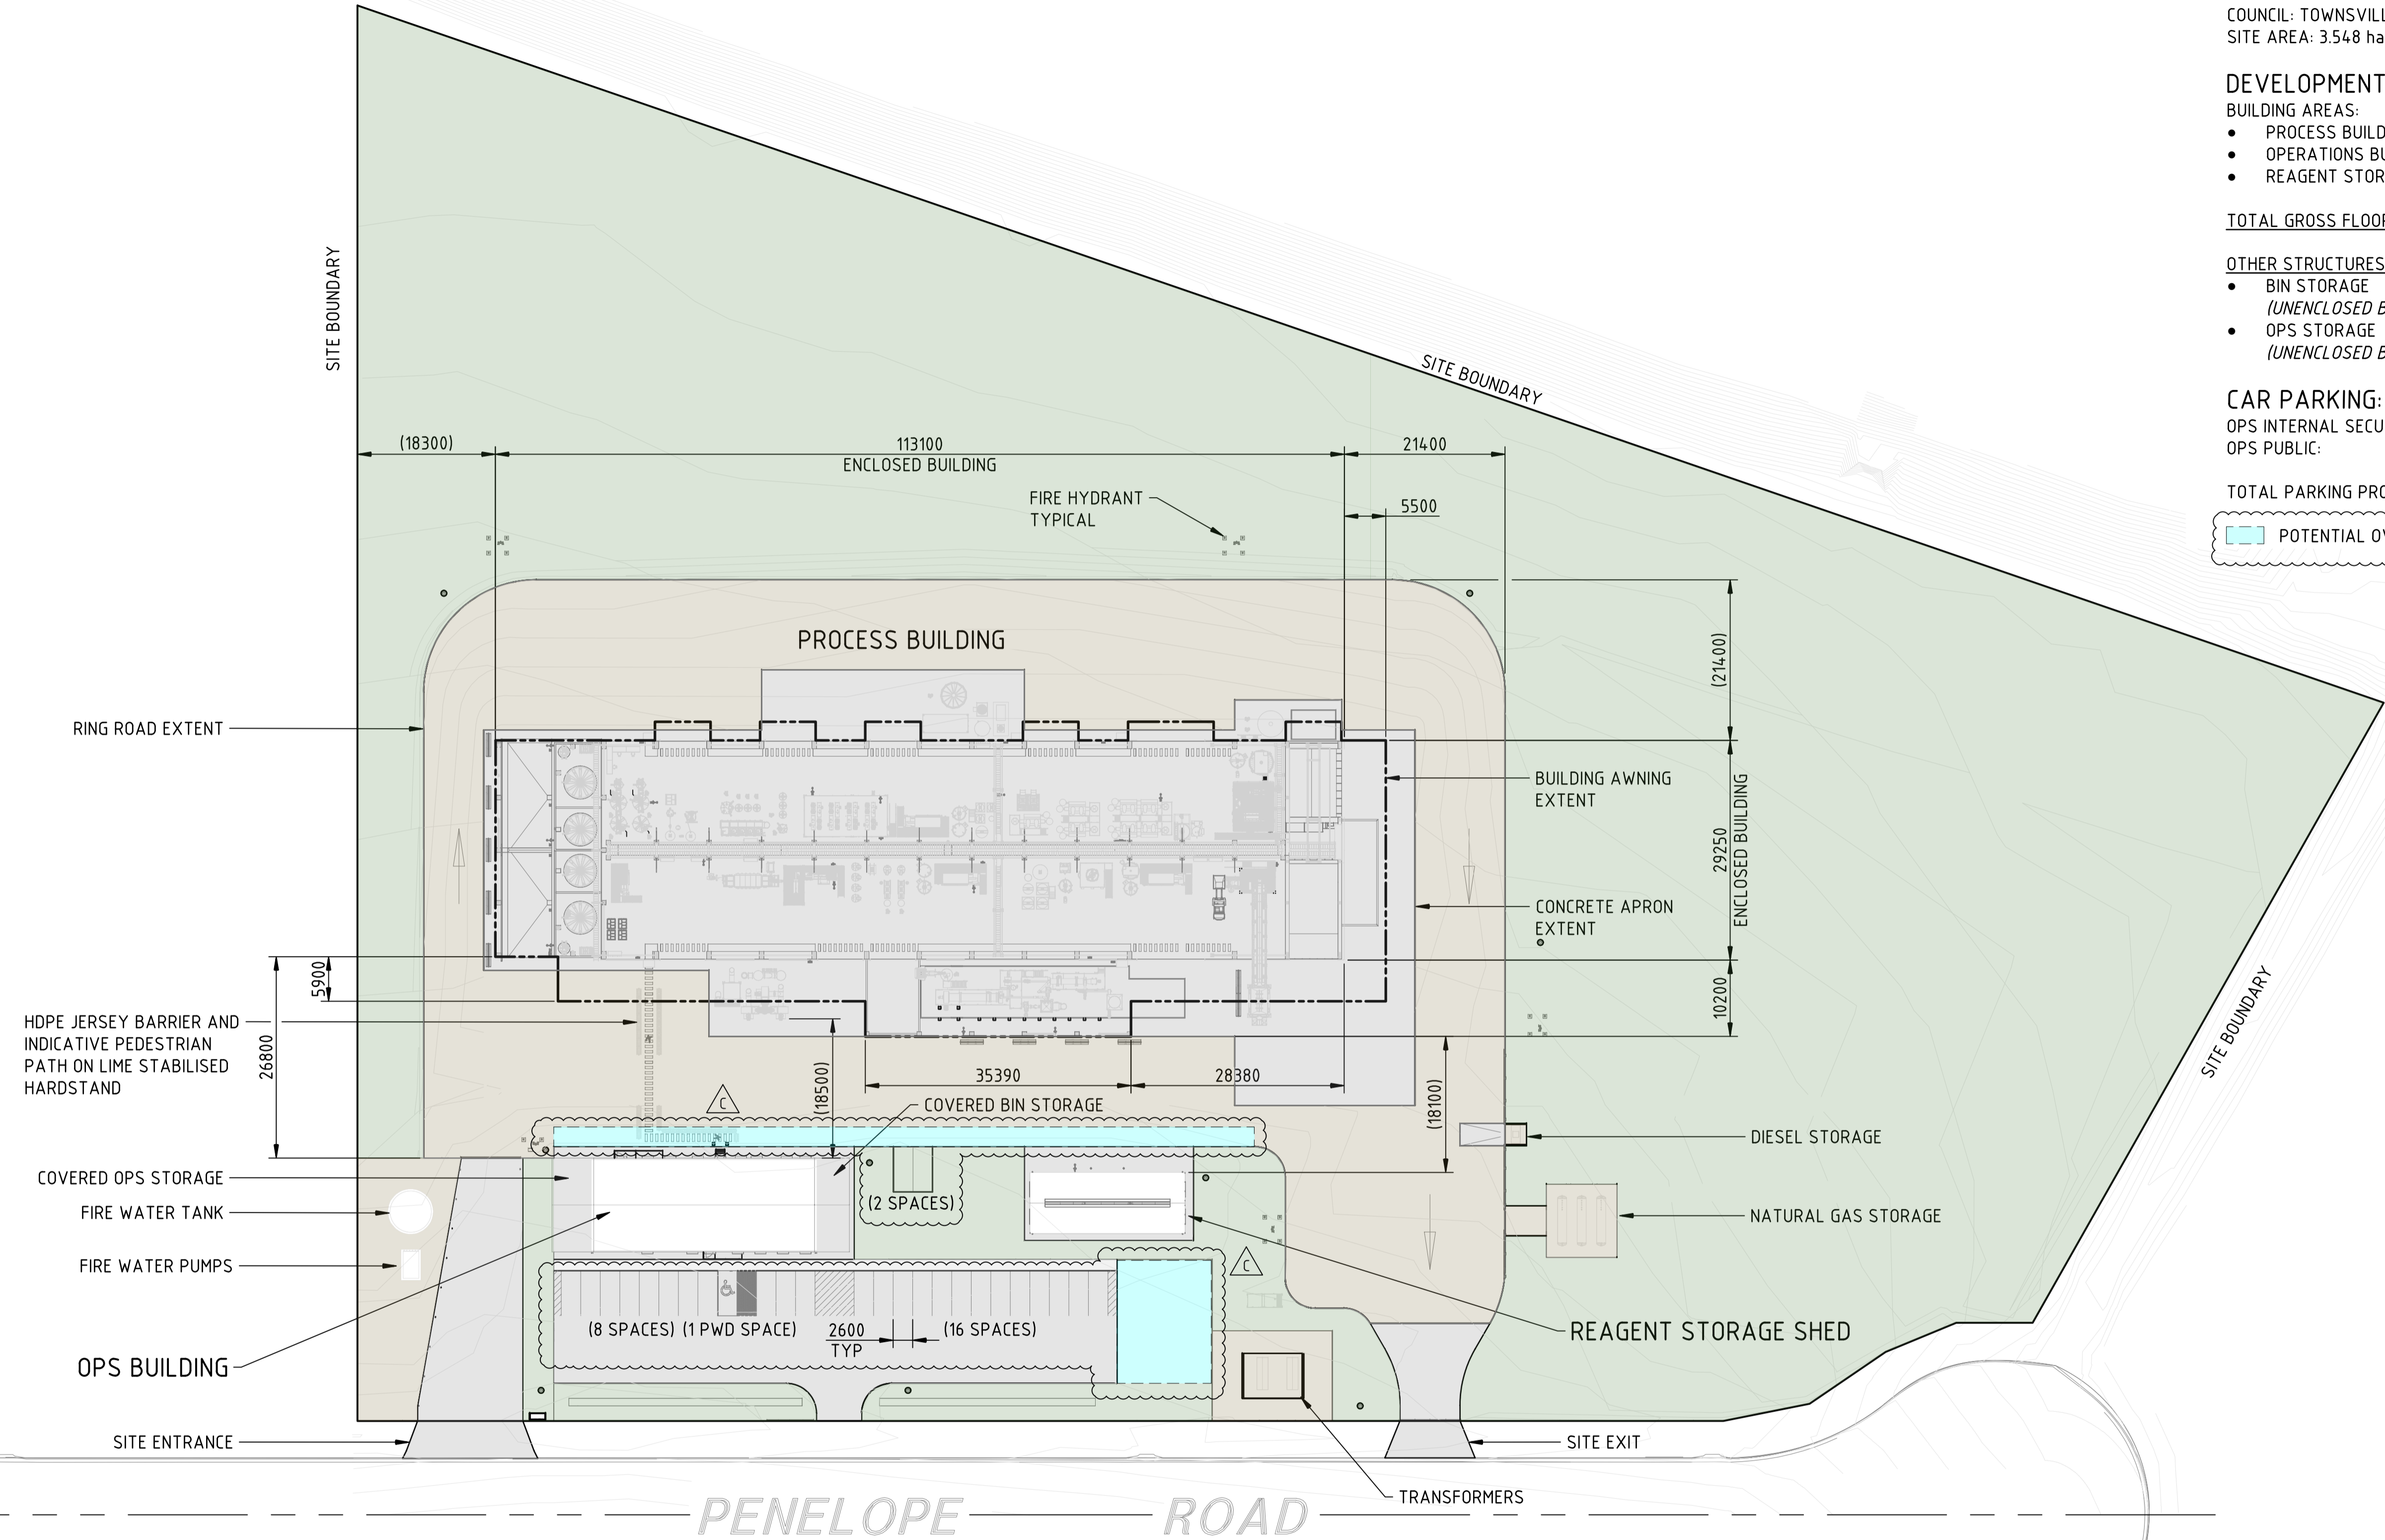 COUNCIL: TOWNSVILL
SITE AREA: 3.548 ha
DEVELOPMENT
BUILDING AREAS:
• PROCESS BUILD
• OPERATIONS BU
• REAGENT STOR
TOTAL GROSS FLOOR
OTHER STRUCTURES
• BIN STORAGE
(UNENCLOSED B
• OPS STORAGE
(UNENCLOSED B
CAR PARKING:
OPS INTERNAL SECU
OPS PUBLIC:
TOTAL PARKING PRO
POTENTIAL OV
SITE BOUNDARY
SITE BOUNDARY
(18300)
113100
ENCLOSED BUILDING
21400
5500
FIRE HYDRANT
TYPICAL
PROCESS BUILDING
(21400)
RING ROAD EXTENT
BUILDING AWNING
EXTENT
29250
ENCLOSED BUILDING
CONCRETE APRON
EXTENT
5900
10200
SITE BOUNDARY
HDPE JERSEY BARRIER AND
INDICATIVE PEDESTRIAN
PATH ON LIME STABILISED
HARDSTAND
26800
35390
28380
(18500)
(18100)
C
COVERED BIN STORAGE
DIESEL STORAGE
COVERED OPS STORAGE
(2 SPACES)
FIRE WATER TANK
NATURAL GAS STORAGE
FIRE WATER PUMPS
C
(8 SPACES) (1 PWD SPACE)
2600
TYP
(16 SPACES)
REAGENT STORAGE SHED
OPS BUILDING
SITE ENTRANCE
SITE EXIT
TRANSFORMERS
PENELOPE ROAD